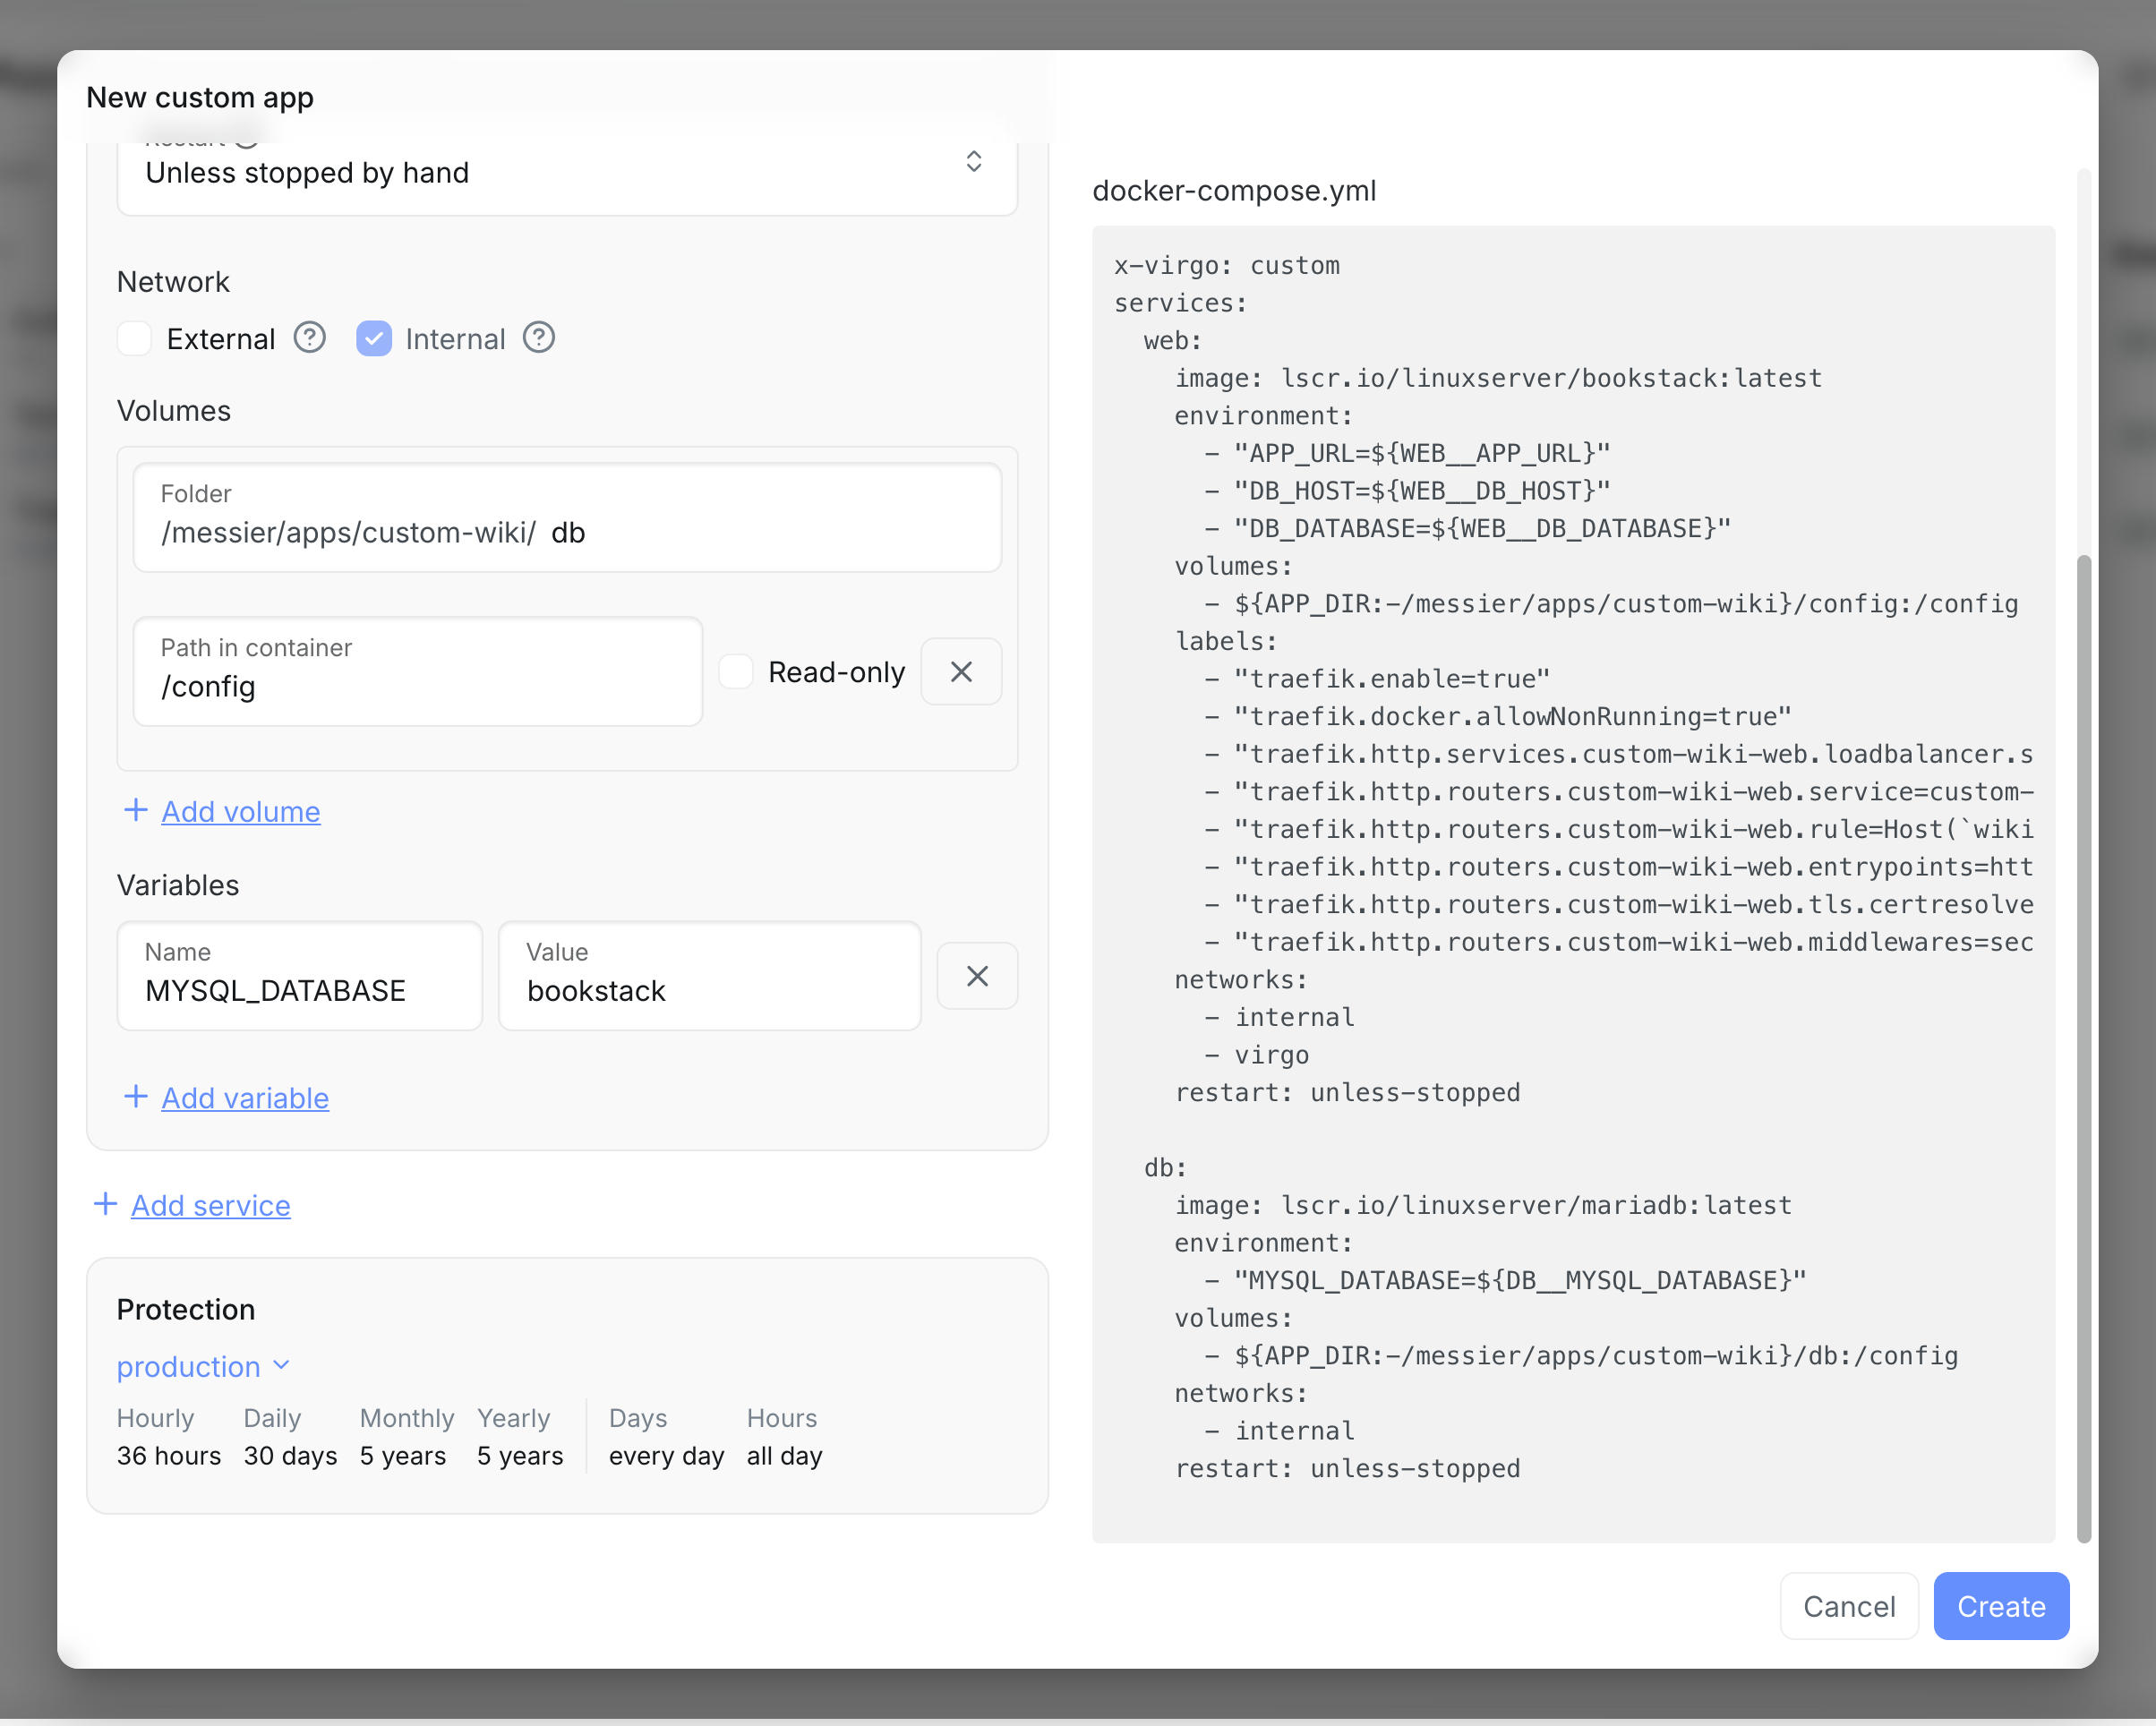 New custom app
Restart
Unless stopped by hand
Network
External Internal
Volumes
Folder
/messier/apps/custom-wiki/ db
Path in container
/config
Read-only
Add volume
Variables
Name
MYSQL_DATABASE
Value
bookstack
Add variable
Add service
Protection
production
Hourly Daily Monthly Yearly Days Hours
36 hours 30 days 5 years 5 years every day all day
docker-compose.yml
x-virgo: custom
services:
  web:
    image: lscr.io/linuxserver/bookstack:latest
    environment:
      - "APP_URL=${WEB__APP_URL}"
      - "DB_HOST=${WEB__DB_HOST}"
      - "DB_DATABASE=${WEB__DB_DATABASE}"
    volumes:
      - ${APP_DIR:-/messier/apps/custom-wiki}/config:/config
    labels:
      - "traefik.enable=true"
      - "traefik.docker.allowNonRunning=true"
      - "traefik.http.services.custom-wiki-web.loadbalancer.s
      - "traefik.http.routers.custom-wiki-web.service=custom-
      - "traefik.http.routers.custom-wiki-web.rule=Host(`wiki
      - "traefik.http.routers.custom-wiki-web.entrypoints=htt
      - "traefik.http.routers.custom-wiki-web.tls.certresolve
      - "traefik.http.routers.custom-wiki-web.middlewares=sec
    networks:
      - internal
      - virgo
    restart: unless-stopped
  db:
    image: lscr.io/linuxserver/mariadb:latest
    environment:
      - "MYSQL_DATABASE=${DB__MYSQL_DATABASE}"
    volumes:
      - ${APP_DIR:-/messier/apps/custom-wiki}/db:/config
    networks:
      - internal
    restart: unless-stopped
Cancel Create